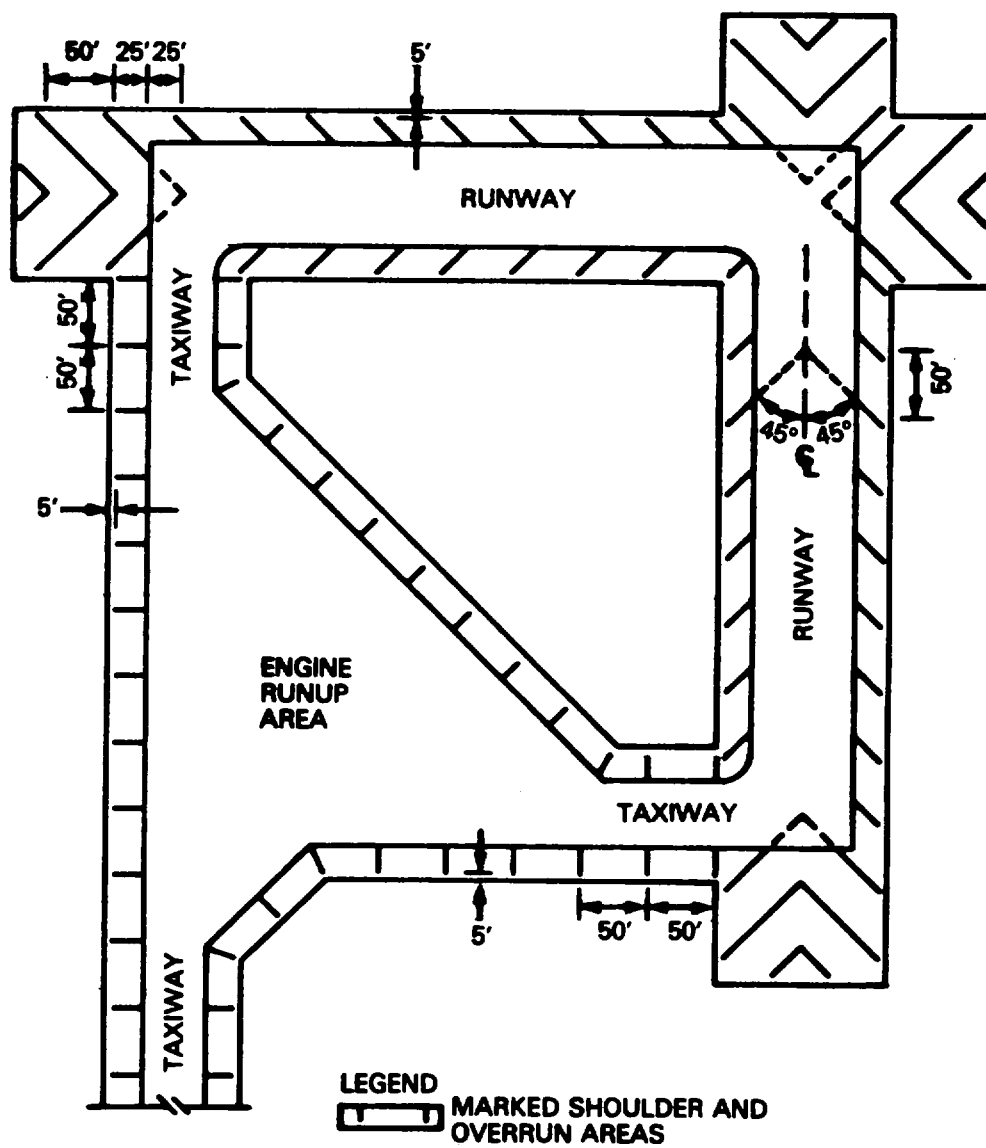 50' 25' 25'
5'
RUNWAY
TAXIWAY
50'
50'
50'
45° 45°
℄
5'
RUNWAY
ENGINE
RUNUP
AREA
TAXIWAY
5'
50' 50'
TAXIWAY
LEGEND
MARKED SHOULDER AND
OVERRUN AREAS